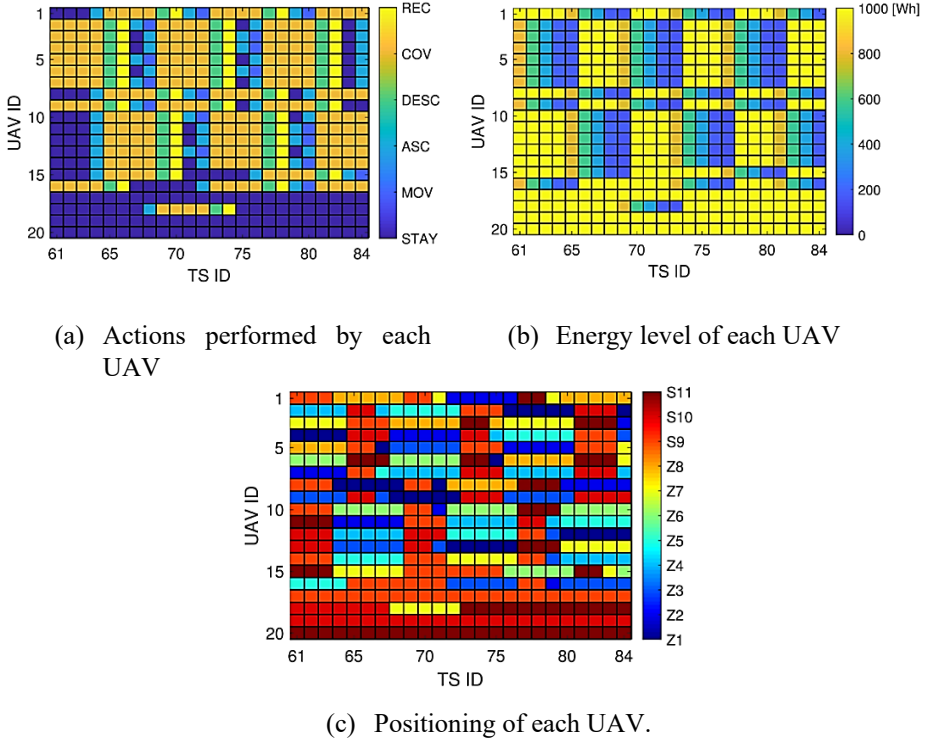 1
5
10
15
20
UAV ID
61 65 70 75 80 84
TS ID
REC
COV
DESC
ASC
MOV
STAY
1
5
10
15
20
UAV ID
61 65 70 75 80 84
TS ID
1000 [Wh]
800
600
400
200
0
(a) Actions performed by each
UAV
(b) Energy level of each UAV
1
5
10
15
20
UAV ID
61 65 70 75 80 84
TS ID
S11
S10
S9
Z8
Z7
Z6
Z5
Z4
Z3
Z2
Z1
(c) Positioning of each UAV.